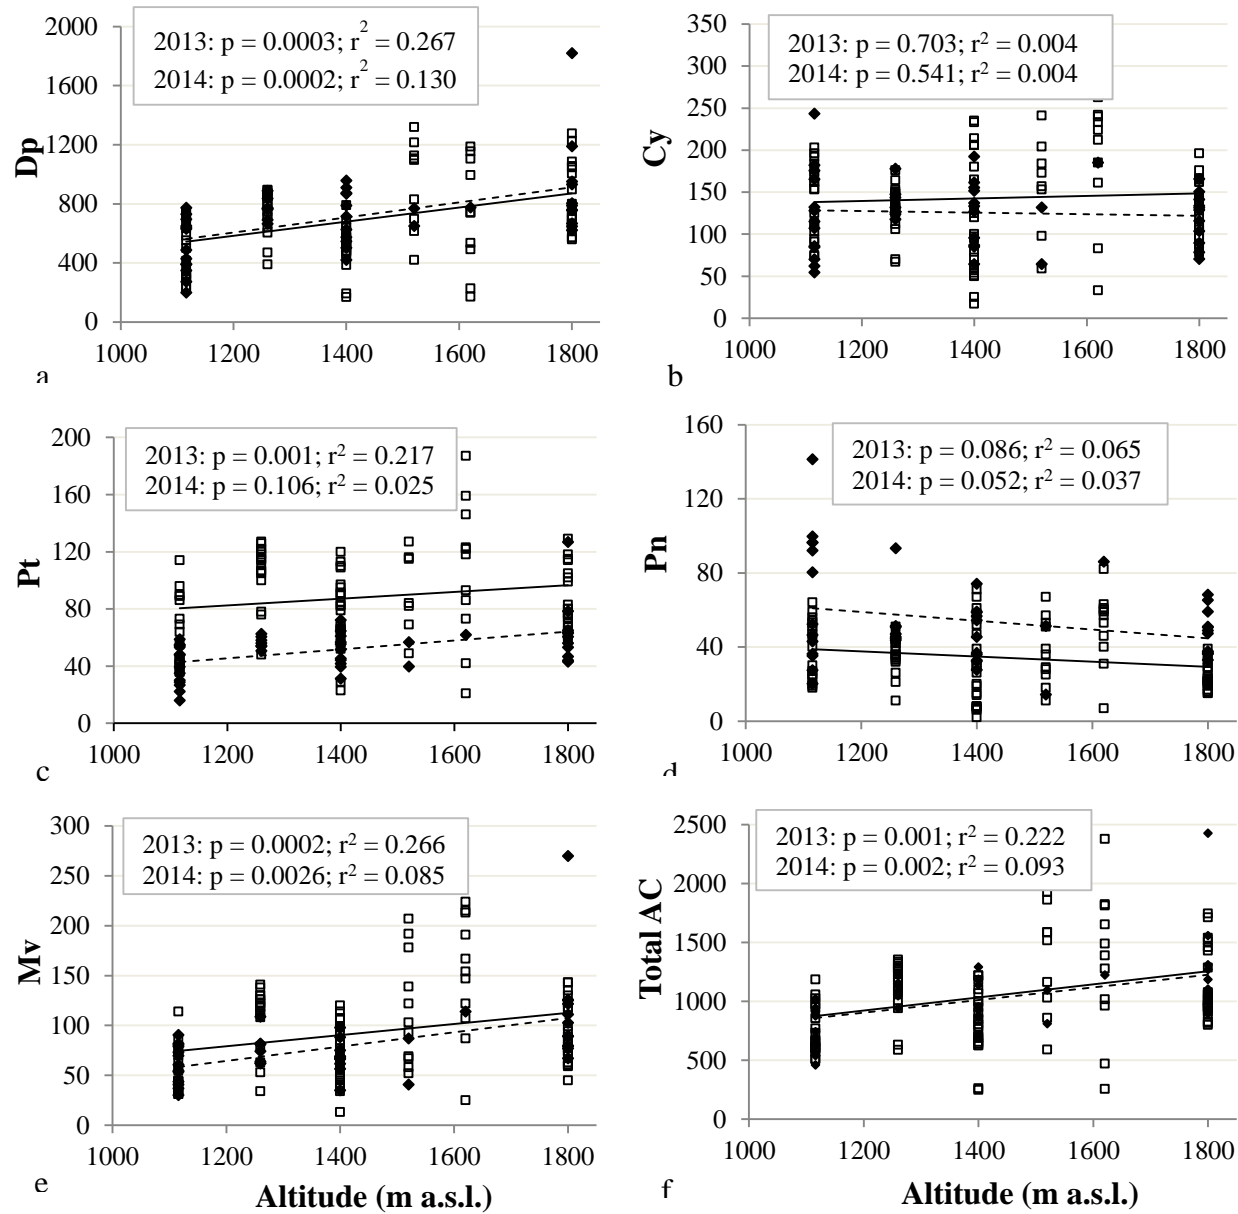 2013: p = 0.0003; r2 = 0.267
2014: p = 0.0002; r2 = 0.130
Dp
2000
1600
1200
800
400
0
1000 1200 1400 1600 1800
a
2013: p = 0.703; r2 = 0.004
2014: p = 0.541; r2 = 0.004
Cy
350
300
250
200
150
100
50
0
1000 1200 1400 1600 1800
b
2013: p = 0.001; r2 = 0.217
2014: p = 0.106; r2 = 0.025
Pt
200
160
120
80
40
0
1000 1200 1400 1600 1800
c
2013: p = 0.086; r2 = 0.065
2014: p = 0.052; r2 = 0.037
Pn
160
120
80
40
0
1000 1200 1400 1600 1800
d
2013: p = 0.0002; r2 = 0.266
2014: p = 0.0026; r2 = 0.085
Mv
300
250
200
150
100
50
0
1000 1200 1400 1600 1800
e
Altitude (m a.s.l.)
2013: p = 0.001; r2 = 0.222
2014: p = 0.002; r2 = 0.093
Total AC
2500
2000
1500
1000
500
0
1000 1200 1400 1600 1800
f
Altitude (m a.s.l.)